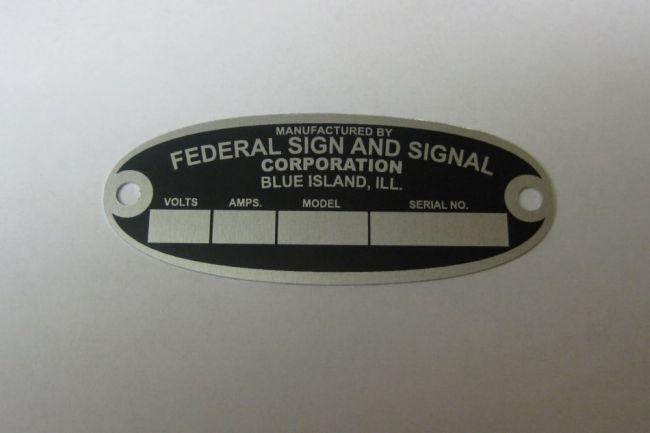 MANUFACTURED BY
FEDERAL SIGN AND SIGNAL
CORPORATION
BLUE ISLAND, ILL.
VOLTS AMPS. MODEL SERIAL NO.